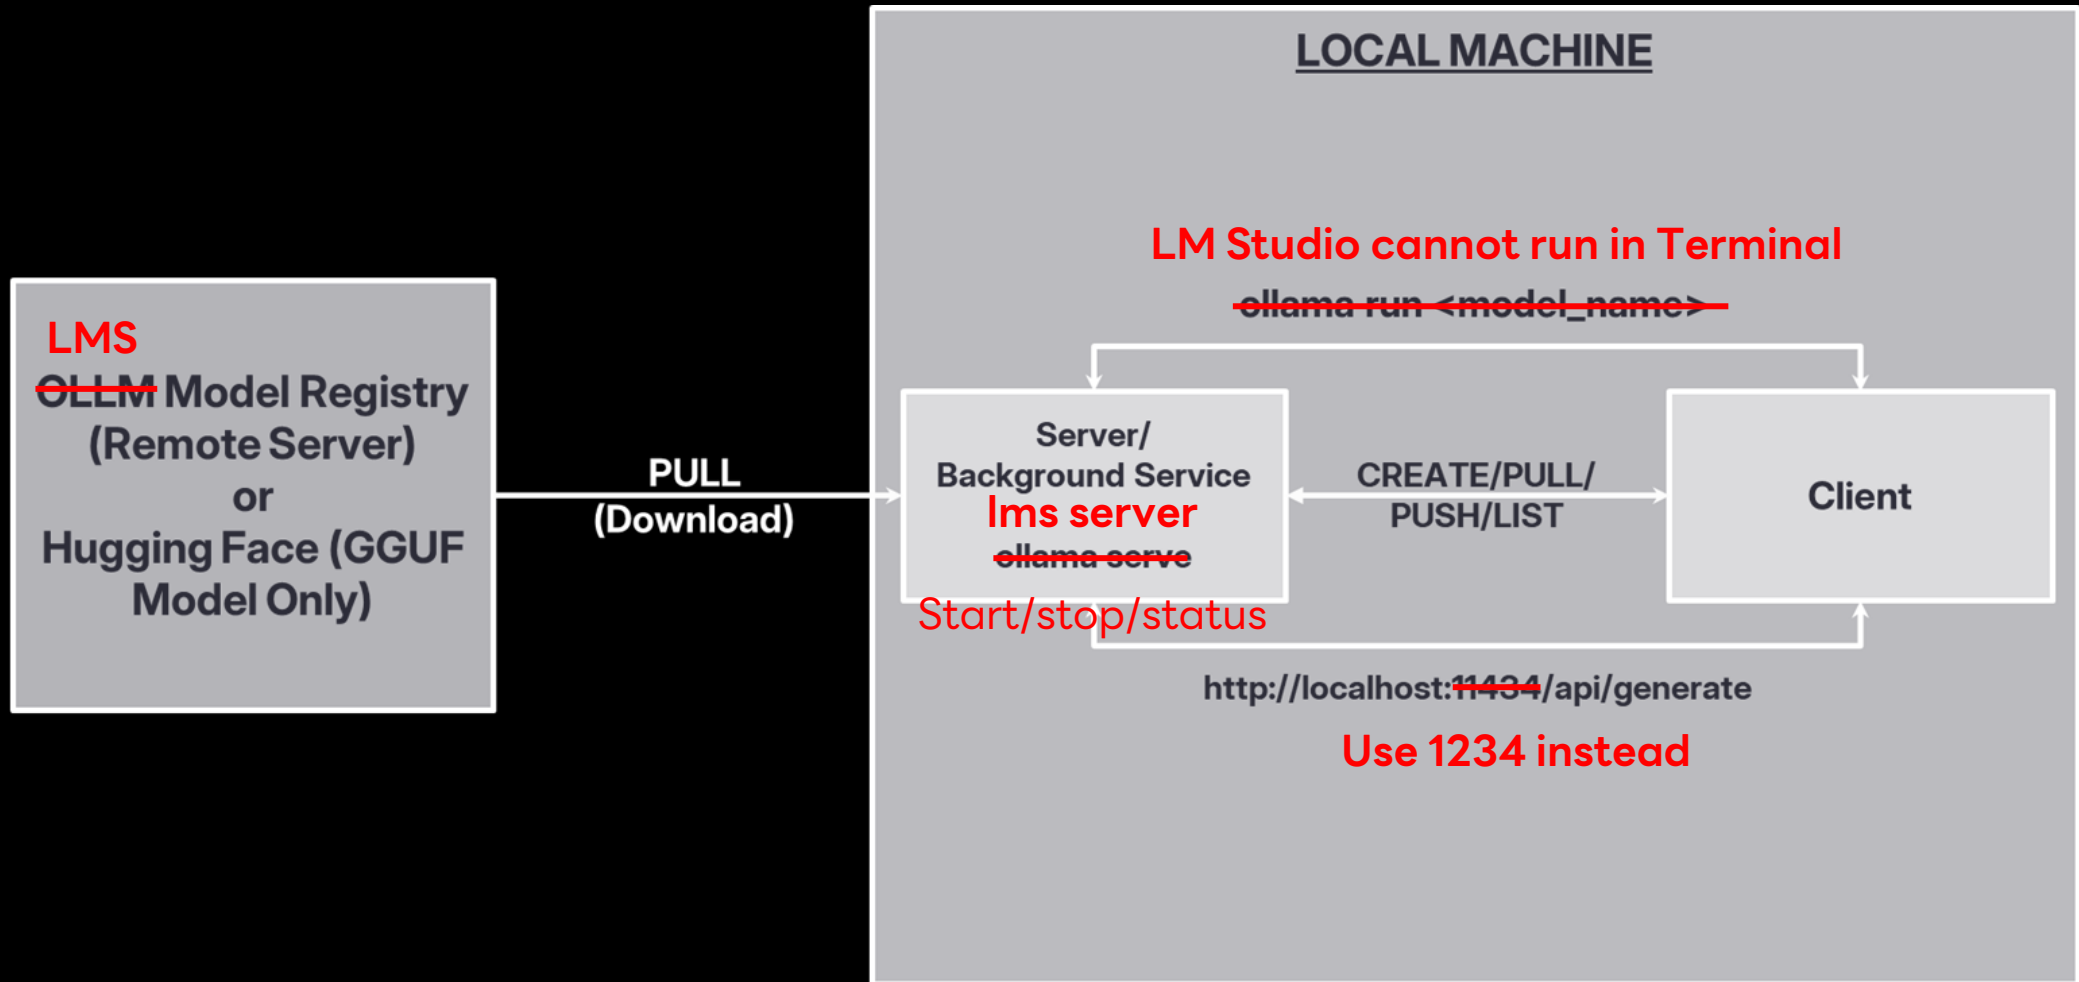 LOCAL MACHINE
LM Studio cannot run in Terminal
ollama run <model_name>
LMS
OLLM Model Registry
(Remote Server)
or
Hugging Face (GGUF
Model Only)
PULL
(Download)
Server/
Background Service
lms server
ollama serve
Start/stop/status
CREATE/PULL/
PUSH/LIST
Client
http://localhost:11434/api/generate
Use 1234 instead